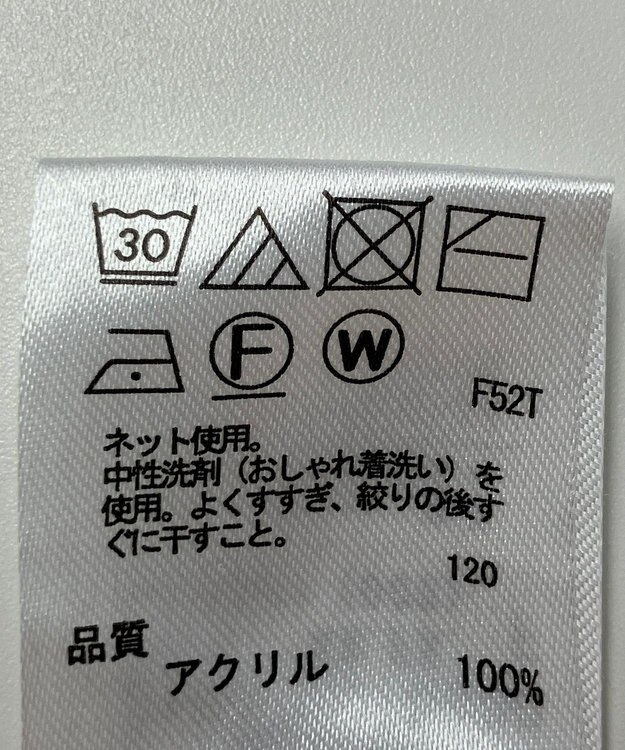 30
F W
F52T
ネット使用。
中性洗剤（おしゃれ着洗い）を
使用。よくすすぎ、絞りの後す
ぐに干すこと。
120
品質
アクリル 100%